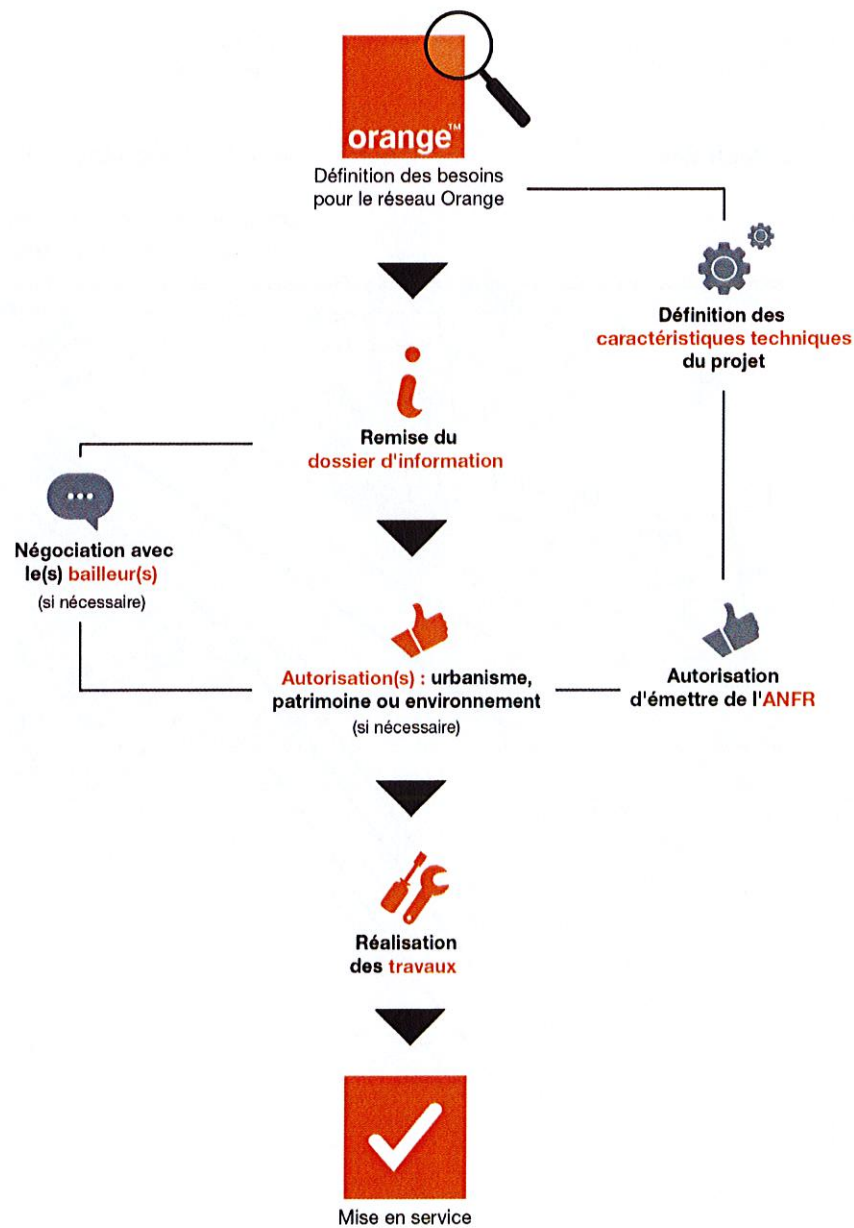 orange™
Définition des besoins
pour le réseau Orange
Définition des
caractéristiques techniques
du projet
Remise du
dossier d'information
Négociation avec
le(s) bailleur(s)
(si nécessaire)
Autorisation(s) : urbanisme,
patrimoine ou environnement
(si nécessaire)
Autorisation
d'émettre de l'ANFR
Réalisation
des travaux
Mise en service